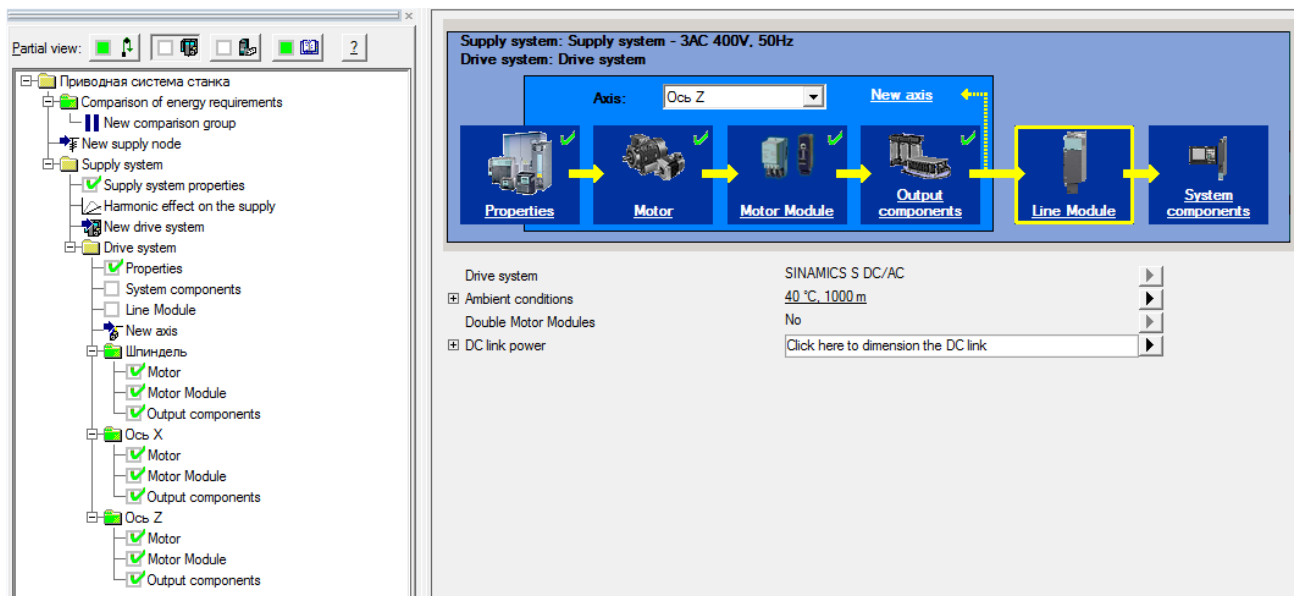 Partial view:
?
Приводная система станка
Comparison of energy requirements
New comparison group
New supply node
Supply system
Supply system properties
Harmonic effect on the supply
New drive system
Drive system
Properties
System components
Line Module
New axis
Шпиндель
Motor
Motor Module
Output components
Ось X
Motor
Motor Module
Output components
Ось Z
Motor
Motor Module
Output components
Supply system: Supply system - 3AC 400V, 50Hz
Drive system: Drive system
Axis: Ось Z New axis
Properties Motor Motor Module Output components Line Module System components
Drive system SINAMICS S DC/AC
Ambient conditions 40 °C, 1000 m
Double Motor Modules No
DC link power Click here to dimension the DC link